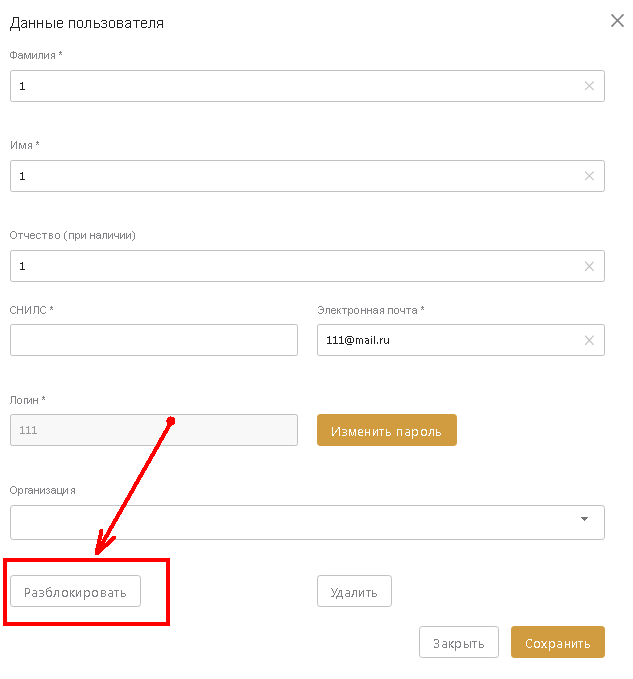 Данные пользователя
Фамилия *
1
Имя *
1
Отчество (при наличии)
1
СНИЛС * Электронная почта *
111@mail.ru
Логин *
111 Изменить пароль
Организация
Разблокировать Удалить
Закрыть Сохранить